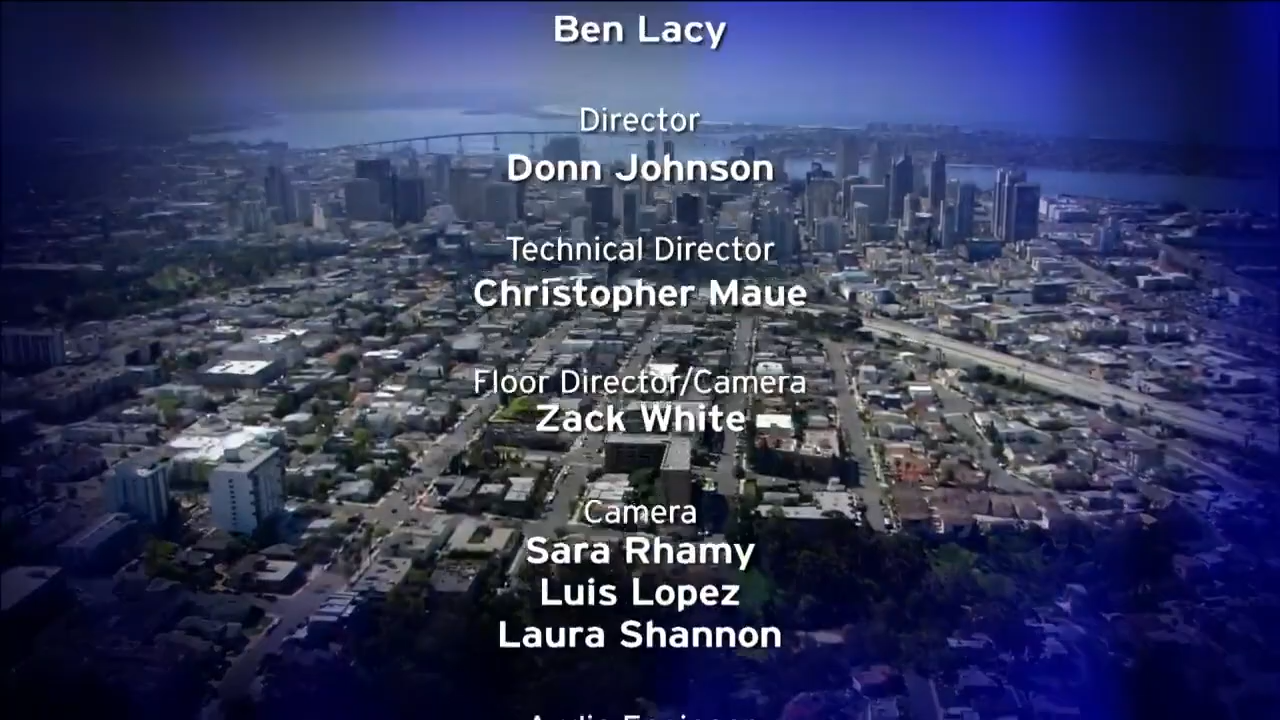 Ben Lacy
Director
Donn Johnson
Technical Director
Christopher Maue
Floor Director/Camera
Zack White
Camera
Sara Rhamy
Luis Lopez
Laura Shannon